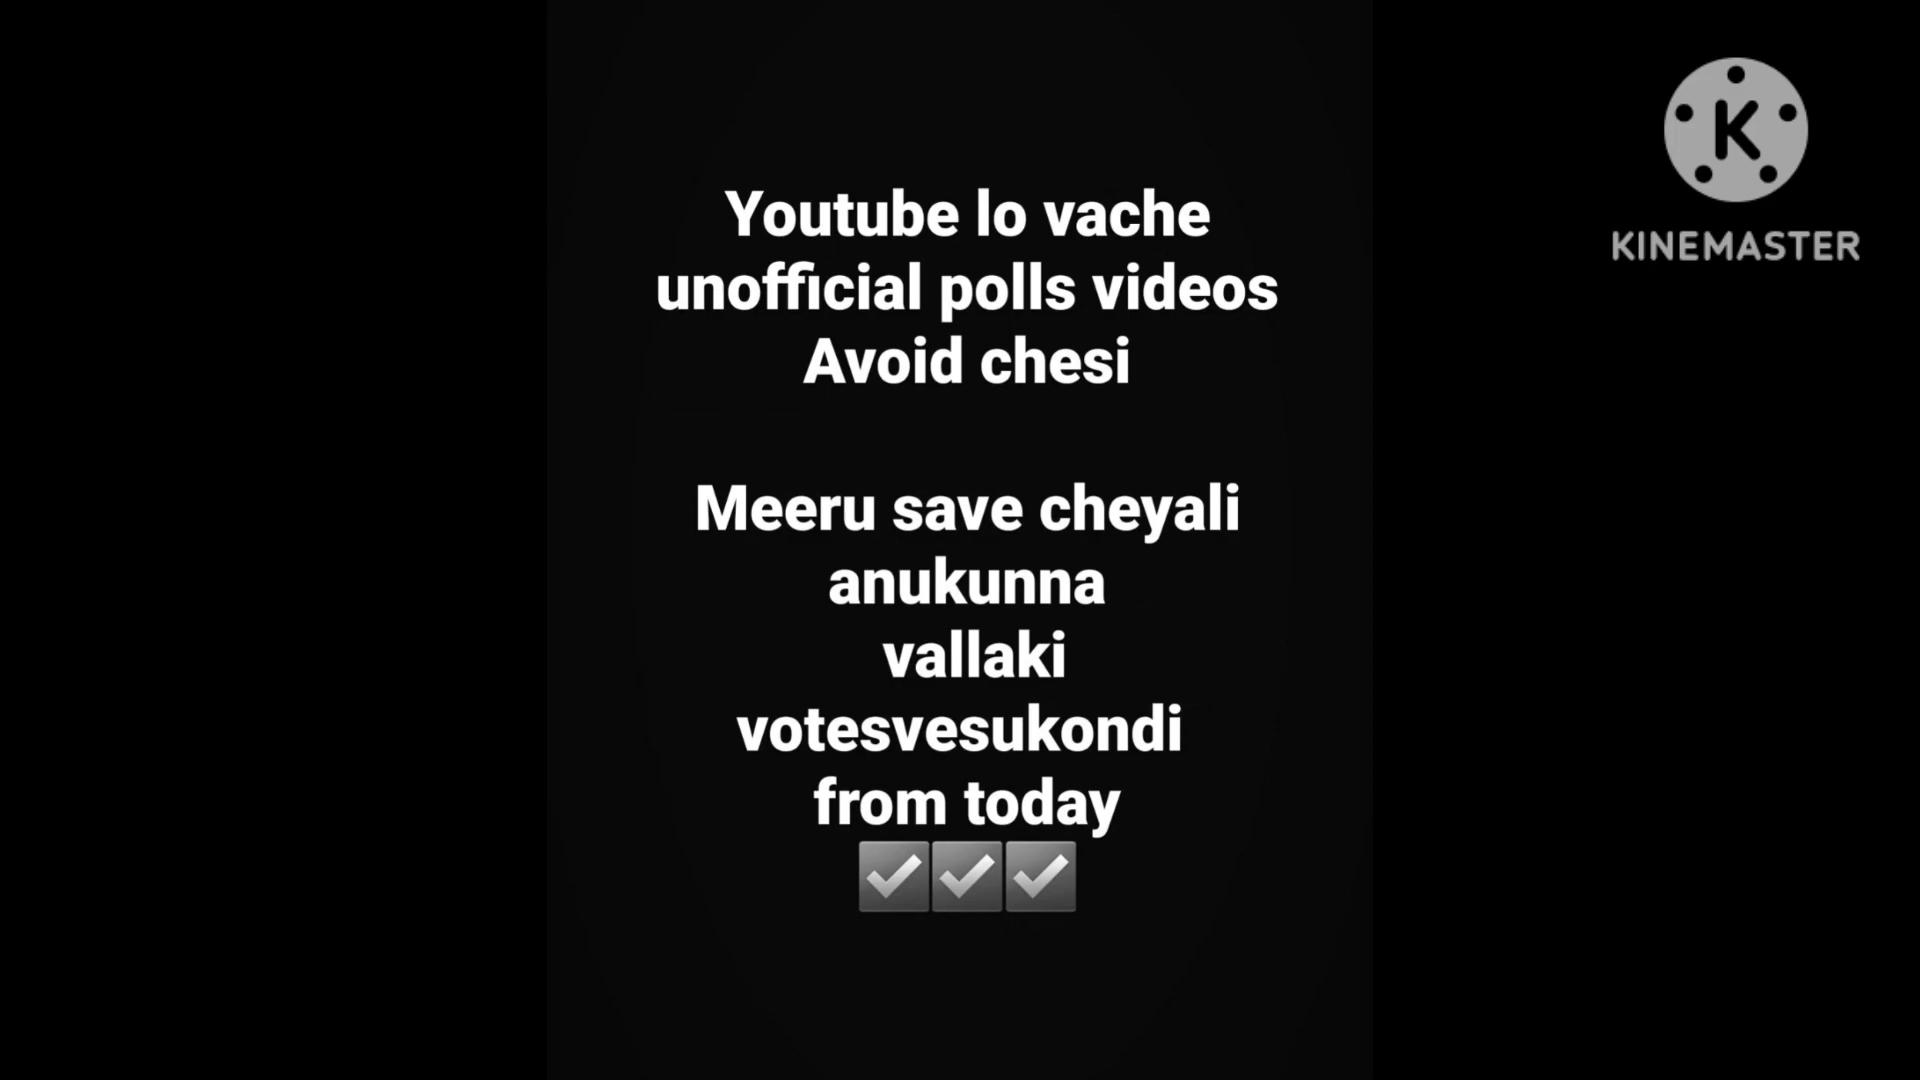 Youtube lo vache
unofficial polls videos
Avoid chesi
Meeru save cheyali
anukunna
vallaki
votesvesukondi
from today
☑☑☑
K
KINEMASTER